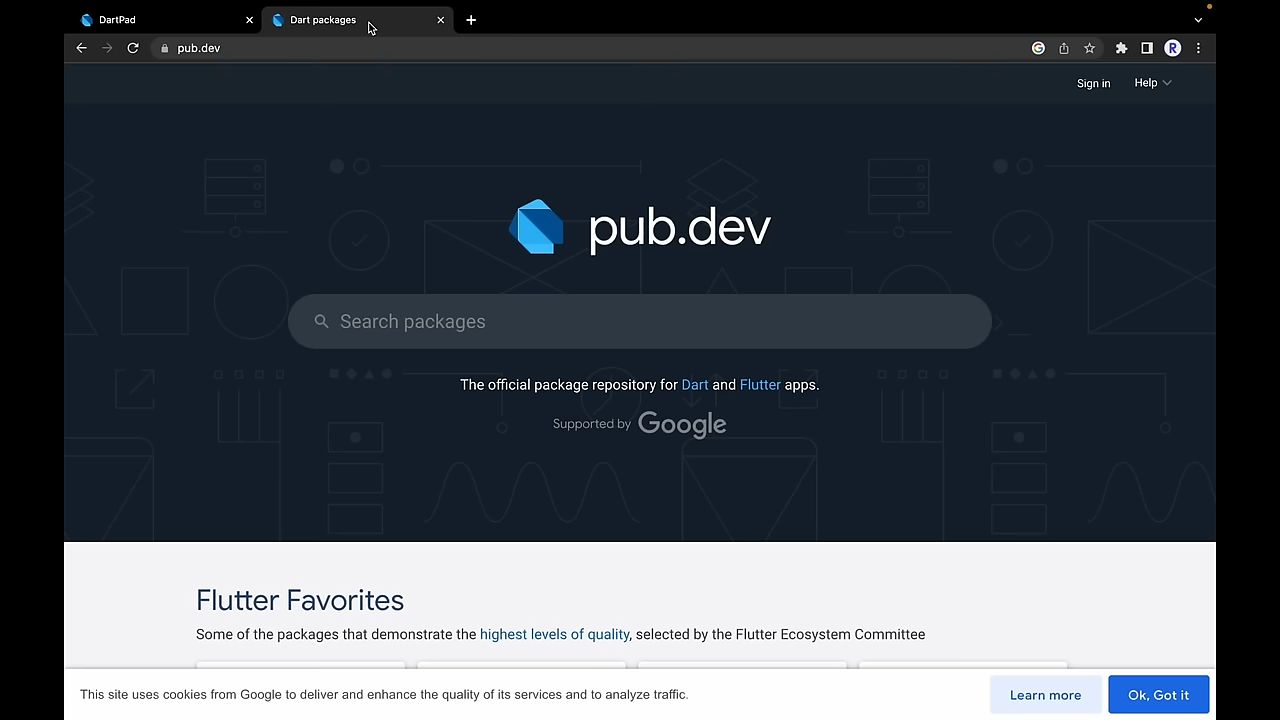 DartPad
Dart packages
pub.dev
R
Sign in
Help
pub.dev
Search packages
The official package repository for Dart and Flutter apps.
Supported by Google
Flutter Favorites
Some of the packages that demonstrate the highest levels of quality, selected by the Flutter Ecosystem Committee
This site uses cookies from Google to deliver and enhance the quality of its services and to analyze traffic.
Learn more
Ok, Got it